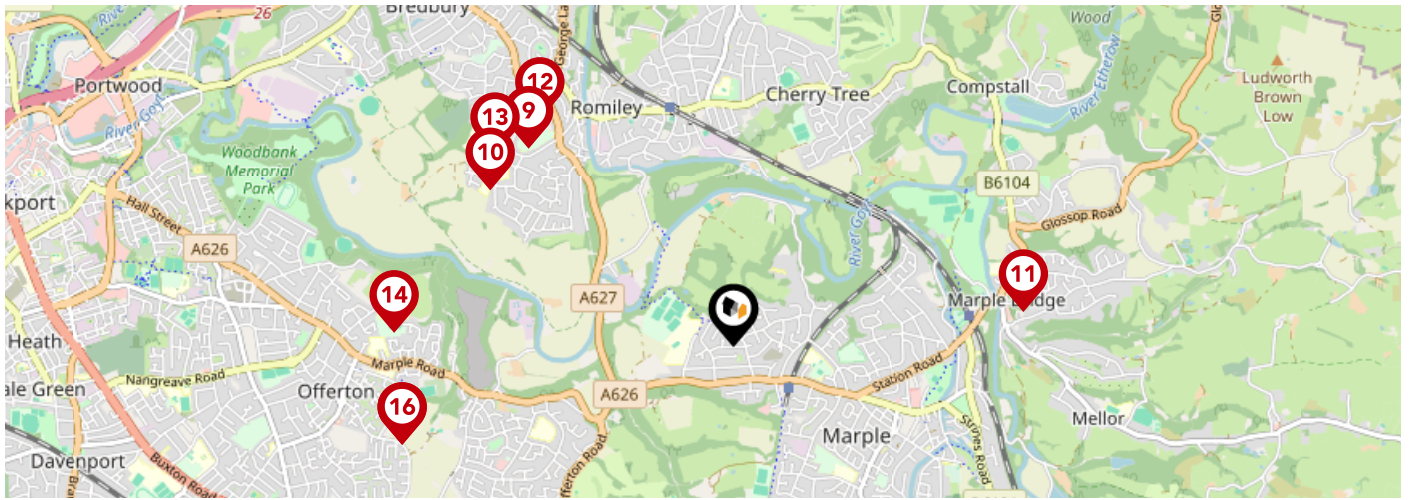 Bredbury
26
River
George La
Portwood
River Goyt
12
13
9
10
Romiley
Cherry Tree
Compstall
Wood
River Etherow
Ludworth
Brown
Low
Woodbank
Memorial
Park
kport
Hall Street
A626
B6104
Glossop Road
River Goyt
14
A627
11
Marple Bridge
Heath
Marple Road
Nangreave Road
ale Green
Offerton
16
A626
Station Road
Marple
Mellor
Strines Road
Davenport
Buxton Road
fferton Road